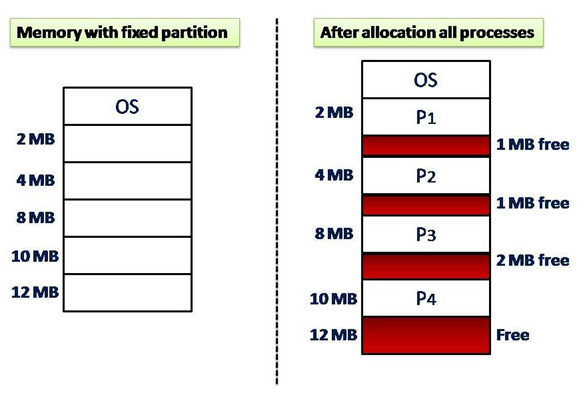 Memory with fixed partition
OS
2 MB
4 MB
8 MB
10 MB
12 MB
After allocation all processes
OS
2 MB
P1
1 MB free
4 MB
P2
1 MB free
8 MB
P3
2 MB free
10 MB
P4
12 MB
Free